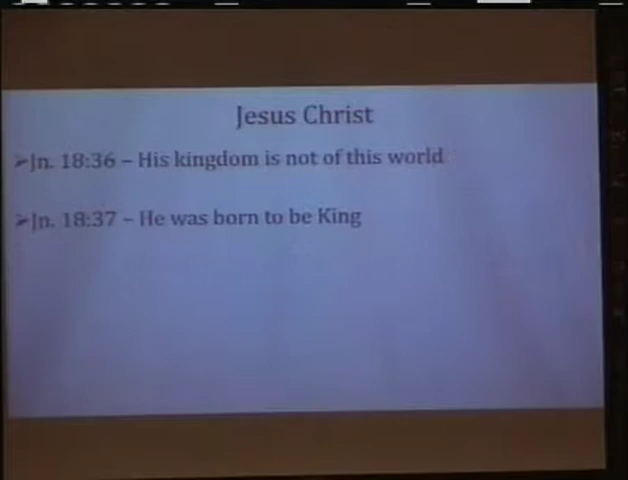 Jesus Christ
➢Jn. 18:36 – His kingdom is not of this world
➢Jn. 18:37 – He was born to be King